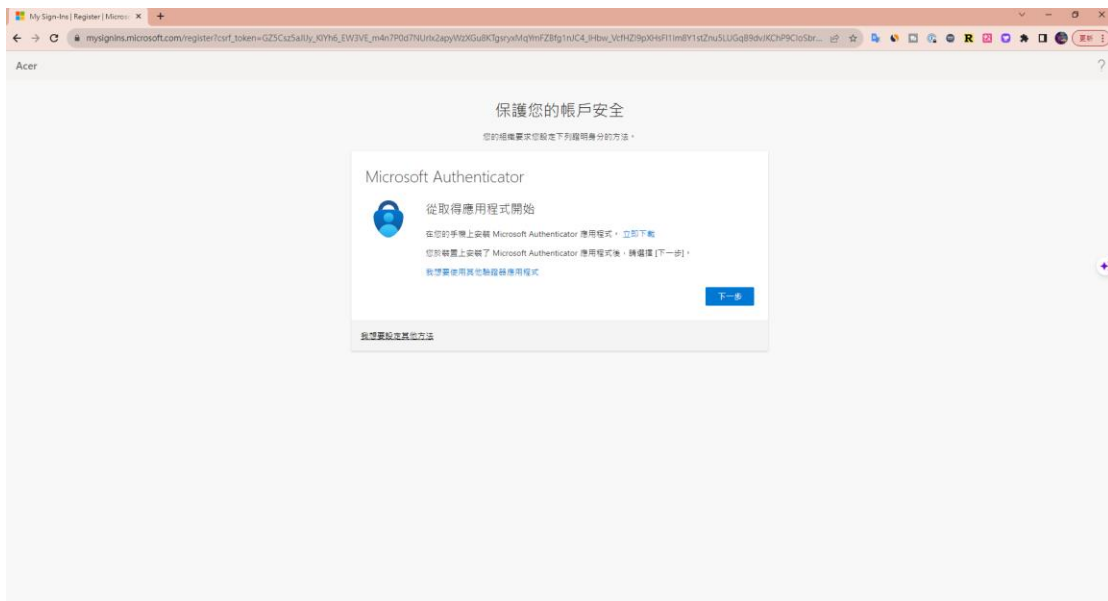 My Sign-Ins | Register | Micros
mysignins.microsoft.com/register?csrf_token=
更新
Acer
?
保護您的帳戶安全
您的組織要求您設定下列證明身分的方法。
Microsoft Authenticator
從取得應用程式開始
在您的手機上安裝 Microsoft Authenticator 應用程式。 立即下載
您於裝置上安裝了 Microsoft Authenticator 應用程式後，請選擇 [下一步]。
我想要使用其他驗證器應用程式
下一步
我想要設定其他方法